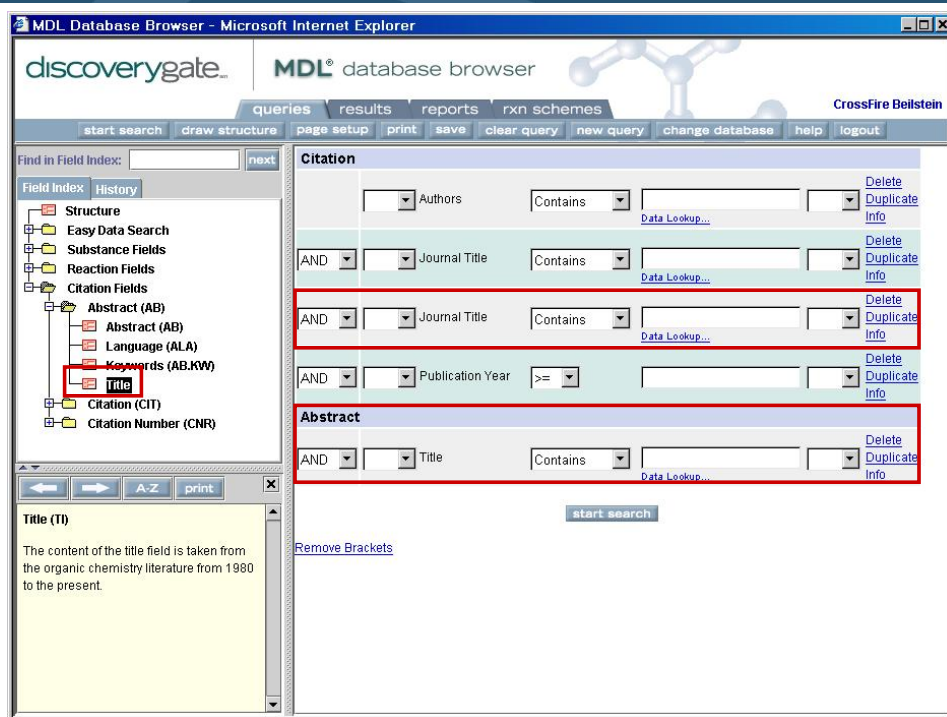 MDL Database Browser - Microsoft Internet Explorer
discoverygate
MDL® database browser
queries results reports rxn schemes
CrossFire Beilstein
start search draw structure page setup print save clear query new query change database help logout
Find in Field Index: next
Field Index History
Structure
Easy Data Search
Substance Fields
Reaction Fields
Citation Fields
Abstract (AB)
Abstract (AB)
Language (ALA)
Keywords (AB.KW)
Title
Citation (CIT)
Citation Number (CNR)
A-Z print
Title (TI)
The content of the title field is taken from
the organic chemistry literature from 1980
to the present.
Citation
Authors Contains Delete
Duplicate
Data Lookup... Info
AND Journal Title Contains Delete
Duplicate
Data Lookup... Info
AND Journal Title Contains Delete
Duplicate
Data Lookup... Info
AND Publication Year >= Delete
Duplicate
Info
Abstract
AND Title Contains Delete
Duplicate
Data Lookup... Info
start search
Remove Brackets